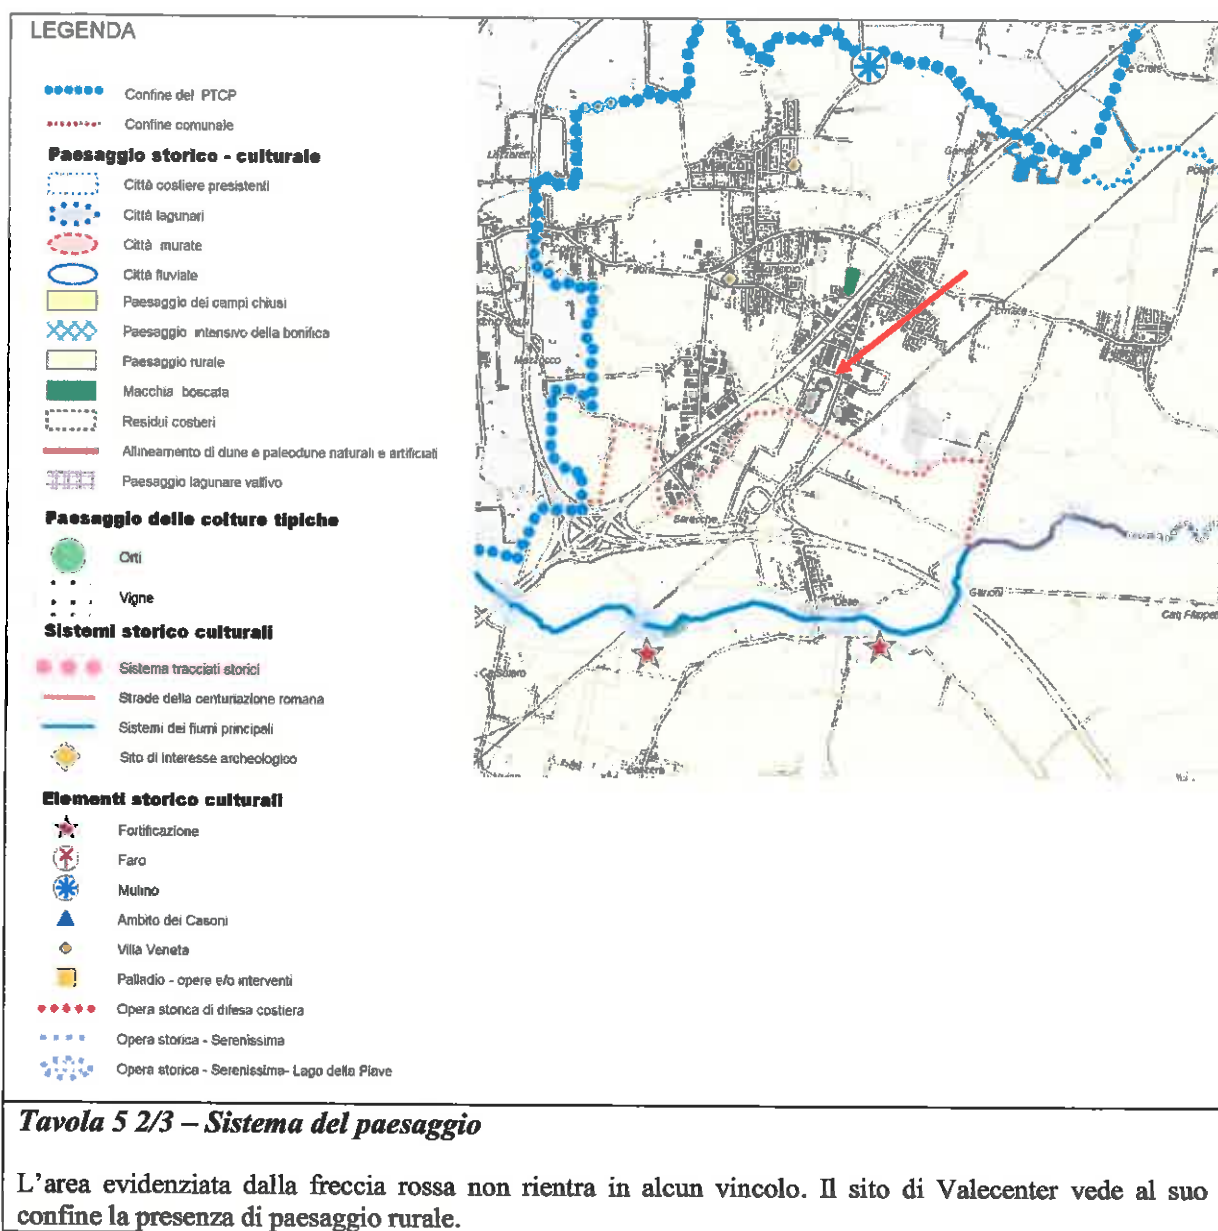 LEGENDA
Confine del PTCP
Confine comunale
Paesaggio storico - culturale
Città costiere presistenti
Città lagunari
Città murate
Città fluviale
Paesaggio dei campi chiusi
Paesaggio intensivo della bonifica
Paesaggio rurale
Macchia boscata
Residui costieri
Allineamento di dune e paleodune naturali e artificiali
Paesaggio lagunare vallivo
Paesaggio delle colture tipiche
Orti
Vigne
Sistemi storico culturali
Sistema tracciati storici
Strade della centuriazione romana
Sistemi dei fiumi principali
Sito di interesse archeologico
Elementi storico culturali
Fortificazione
Faro
Mulino
Ambito dei Casoni
Villa Veneta
Palladio - opere e/o interventi
Opera storica di difesa costiera
Opera storica - Serenissima
Opera storica - Serenissima- Lago della Piave
Mazzocco
Dese
Tavola 5 2/3 – Sistema del paesaggio
L'area evidenziata dalla freccia rossa non rientra in alcun vincolo. Il sito di Valecenter vede al suo
confine la presenza di paesaggio rurale.